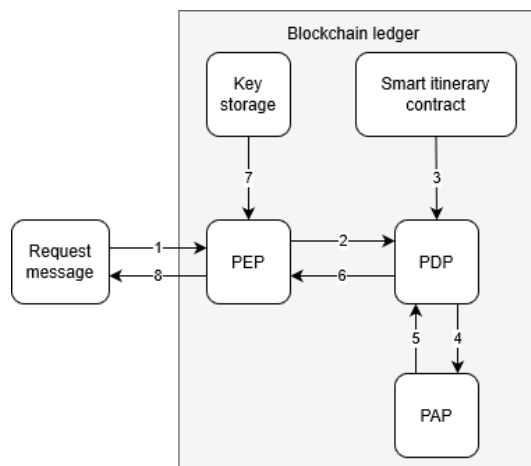 Blockchain ledger
Key
storage
Smart itinerary
contract
7
3
Request
message
1
8
PEP
2
6
PDP
5
4
PAP